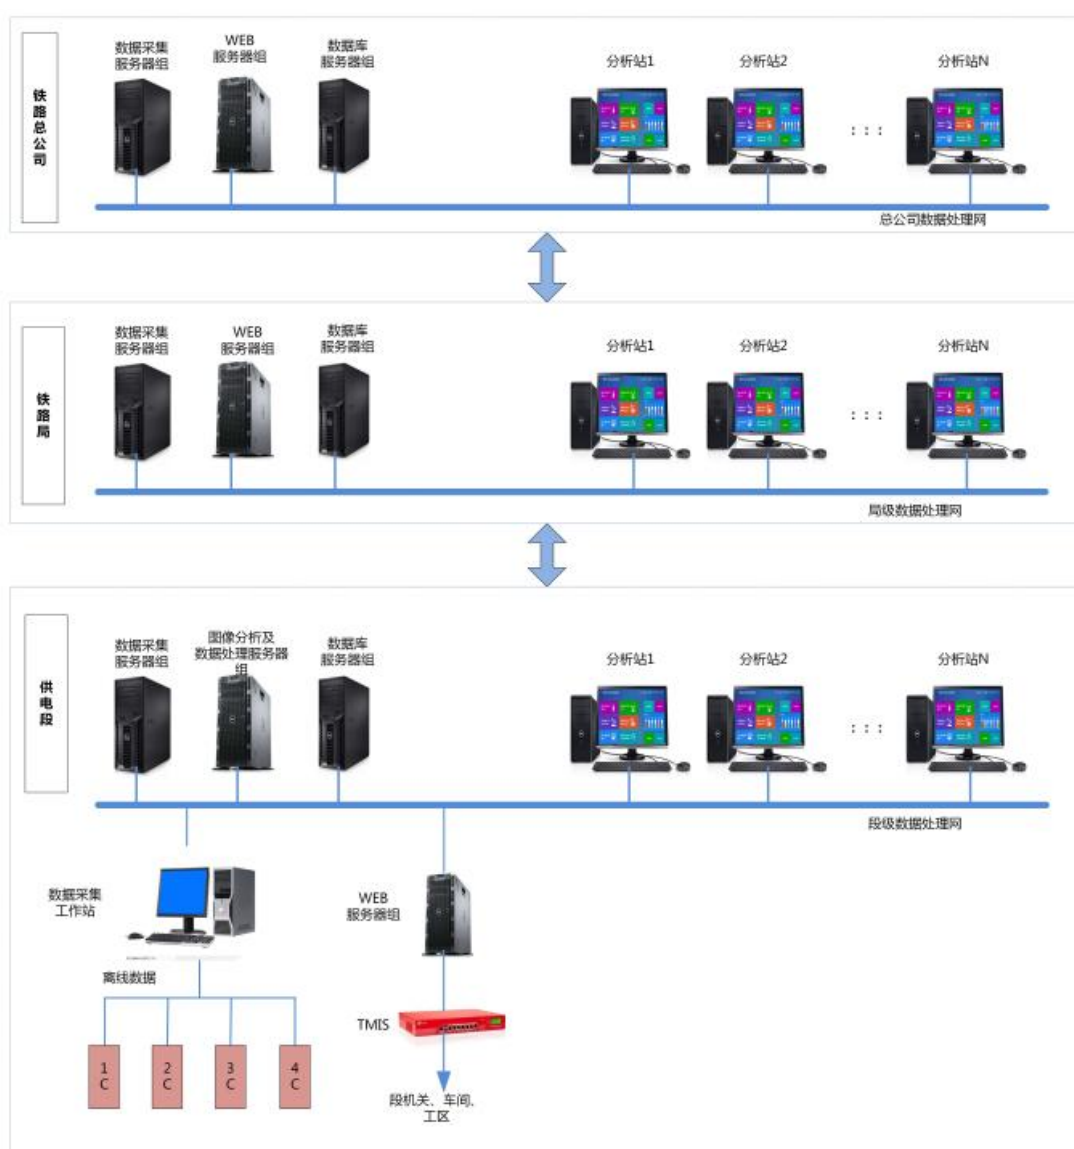 数据采集
服务器组
WEB
服务器组
数据库
服务器组
分析站1
分析站2
分析站N
铁路总公司
: : :
总公司数据处理网
数据采集
服务器组
WEB
服务器组
数据库
服务器组
分析站1
分析站2
分析站N
铁路局
: : :
局级数据处理网
数据采集
服务器组
图像分析及
数据处理服务器
组
数据库
服务器组
分析站1
分析站2
分析站N
供电段
: : :
段级数据处理网
数据采集
工作站
WEB
服务器组
离线数据
TMIS
1C
2C
3C
4C
段机关、车间、
工区